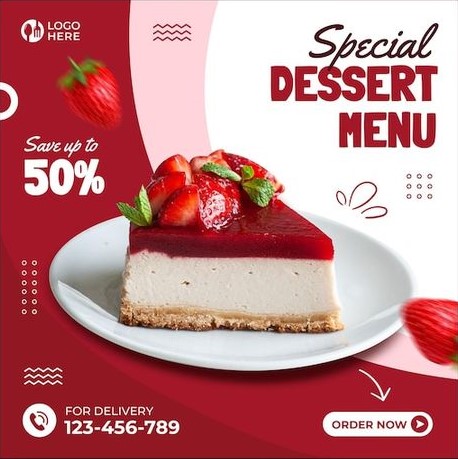 LOGO
HERE
Special
DESSERT
MENU
Save up to
50%
FOR DELIVERY
123-456-789
ORDER NOW